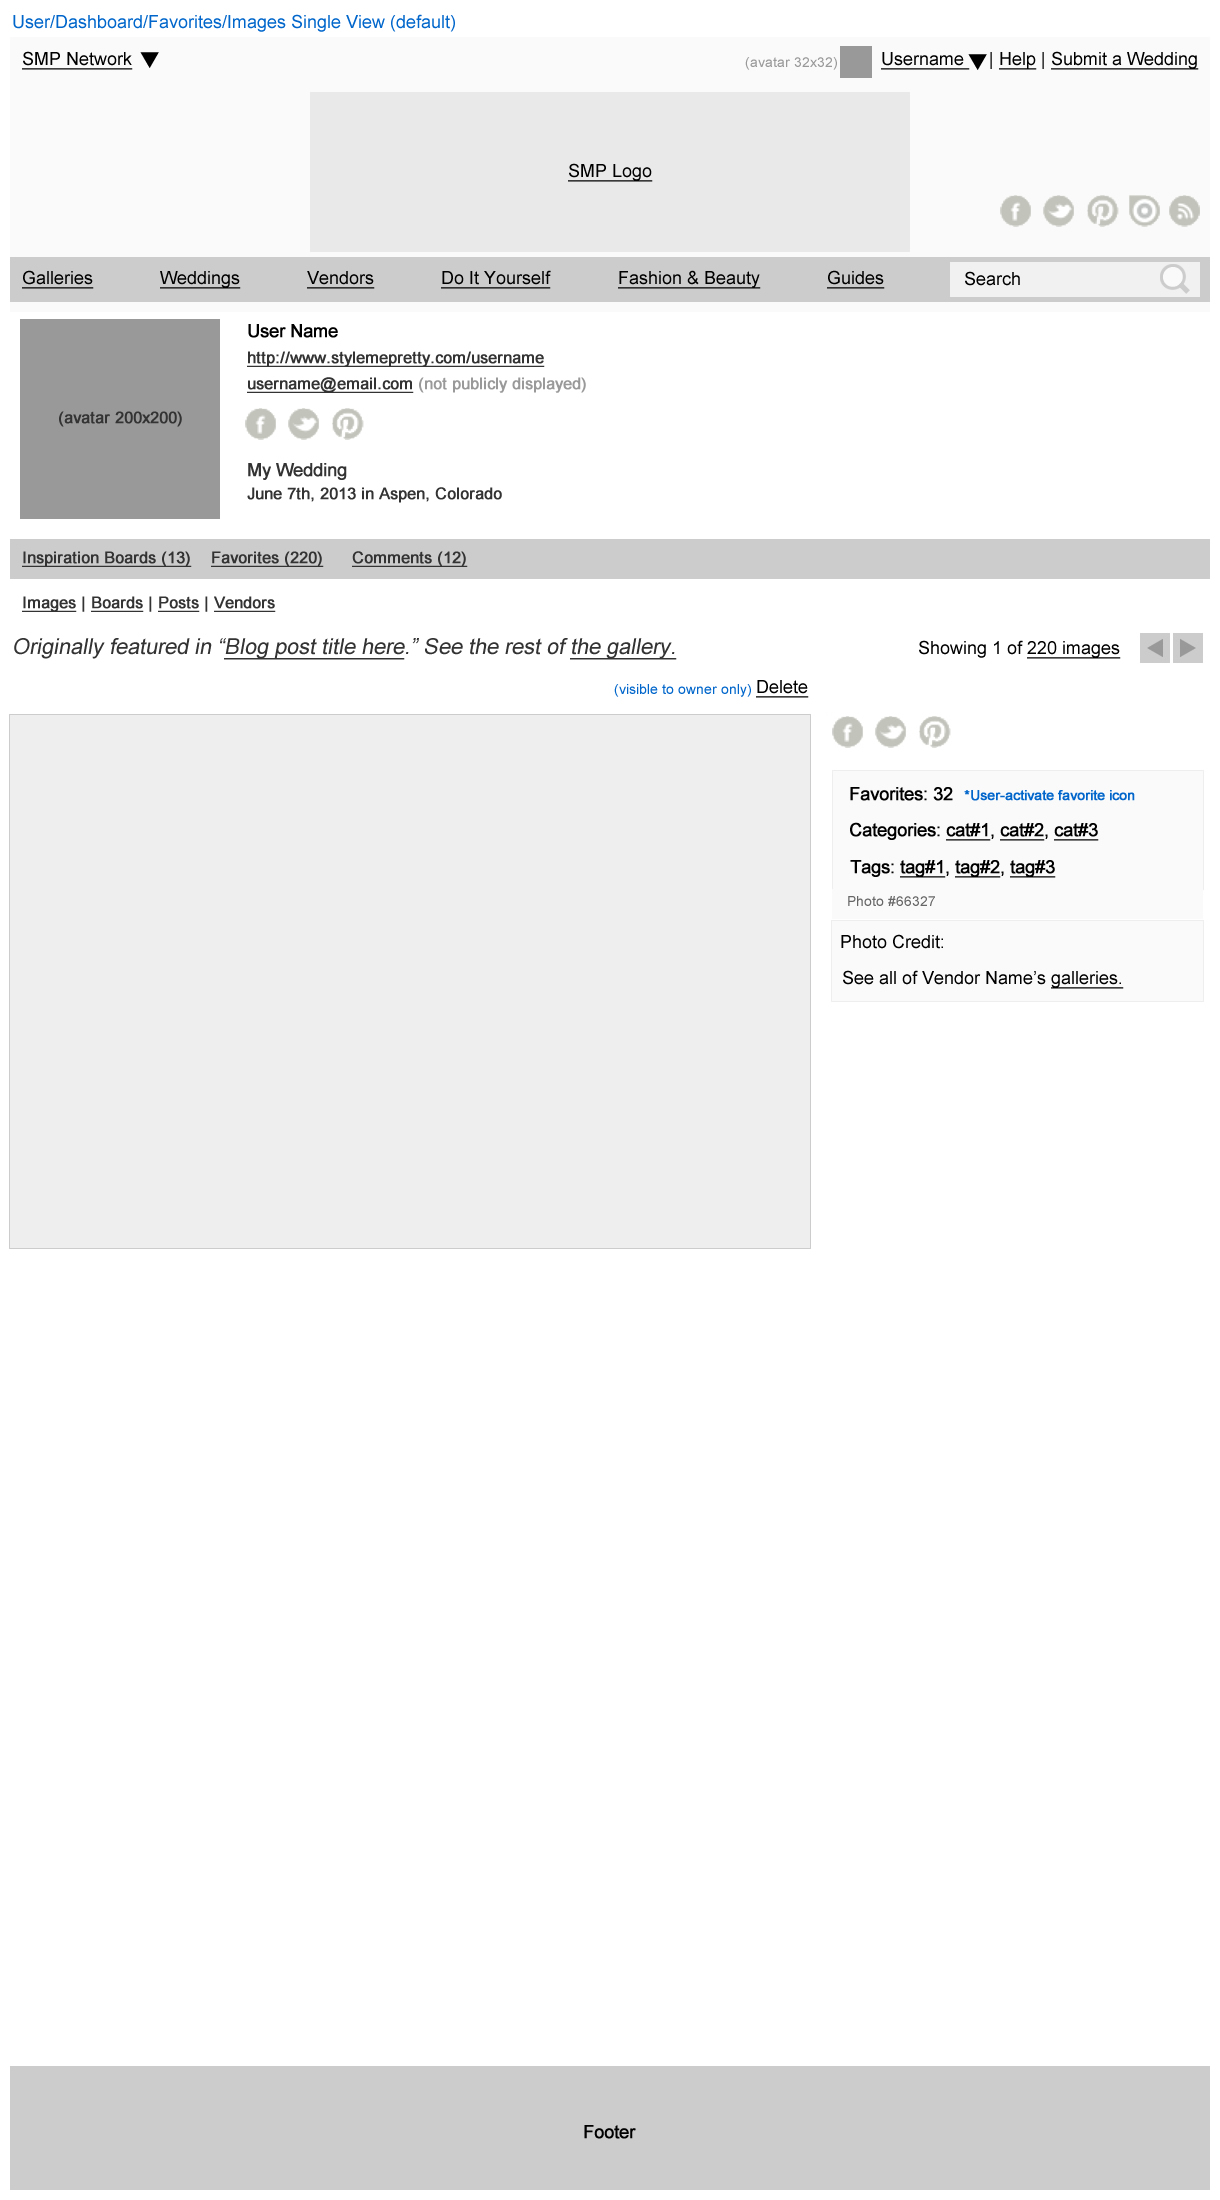 User/Dashboard/Favorites/Images Single View (default)
SMP Network ▼ (avatar 32x32) Username ▼ | Help | Submit a Wedding
SMP Logo
Galleries Weddings Vendors Do It Yourself Fashion & Beauty Guides Search
User Name
http://www.stylemepretty.com/username
username@email.com (not publicly displayed)
(avatar 200x200)
My Wedding
June 7th, 2013 in Aspen, Colorado
Inspiration Boards (13) Favorites (220) Comments (12)
Images | Boards | Posts | Vendors
Originally featured in “Blog post title here.” See the rest of the gallery. Showing 1 of 220 images
(visible to owner only) Delete
Favorites: 32 *User-activate favorite icon
Categories: cat#1, cat#2, cat#3
Tags: tag#1, tag#2, tag#3
Photo #66327
Photo Credit:
See all of Vendor Name’s galleries.
Footer